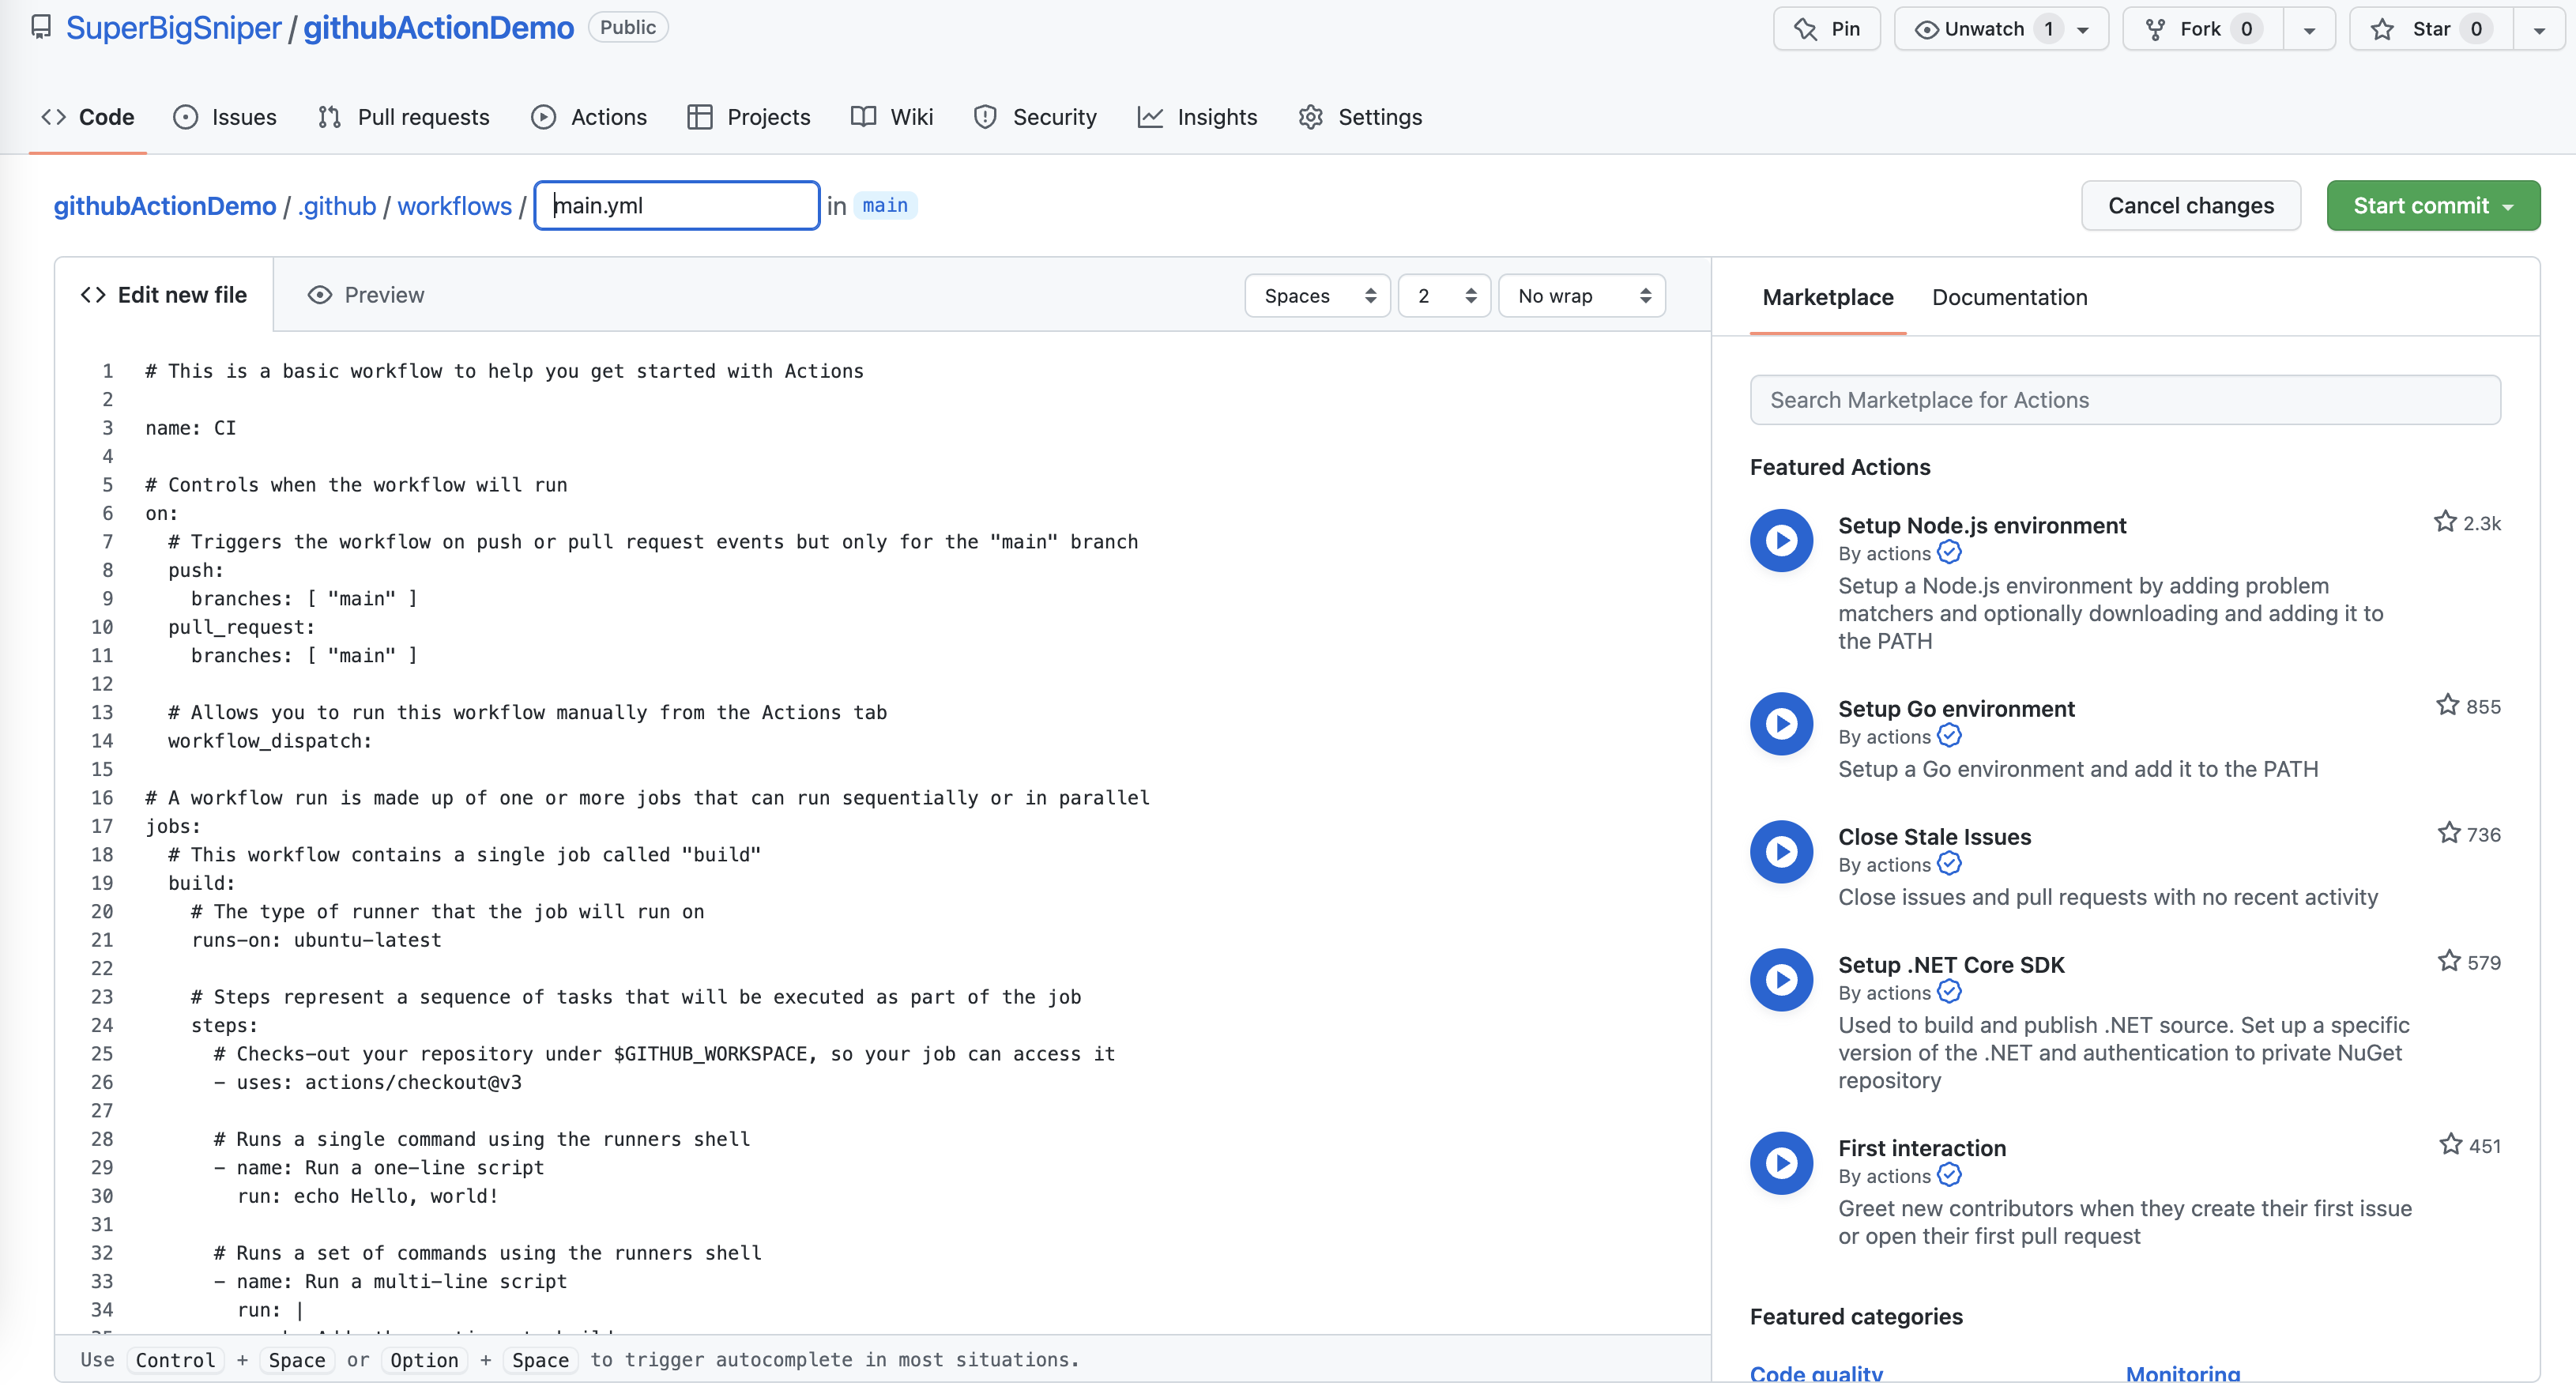 SuperBigSniper / githubActionDemo Public
Pin Unwatch 1 Fork 0 Star 0
Code Issues Pull requests Actions Projects Wiki Security Insights Settings
githubActionDemo / .github / workflows / main.yml in main
Cancel changes Start commit
Edit new file Preview
Spaces 2 No wrap
1 # This is a basic workflow to help you get started with Actions
2
3 name: CI
4
5 # Controls when the workflow will run
6 on:
7   # Triggers the workflow on push or pull request events but only for the "main" branch
8   push:
9     branches: [ "main" ]
10   pull_request:
11     branches: [ "main" ]
12
13   # Allows you to run this workflow manually from the Actions tab
14   workflow_dispatch:
15
16 # A workflow run is made up of one or more jobs that can run sequentially or in parallel
17 jobs:
18   # This workflow contains a single job called "build"
19   build:
20     # The type of runner that the job will run on
21     runs-on: ubuntu-latest
22
23     # Steps represent a sequence of tasks that will be executed as part of the job
24     steps:
25       # Checks-out your repository under $GITHUB_WORKSPACE, so your job can access it
26       - uses: actions/checkout@v3
27
28       # Runs a single command using the runners shell
29       - name: Run a one-line script
30         run: echo Hello, world!
31
32       # Runs a set of commands using the runners shell
33       - name: Run a multi-line script
34         run: |
Use Control + Space or Option + Space to trigger autocomplete in most situations.
Marketplace Documentation
Search Marketplace for Actions
Featured Actions
Setup Node.js environment 2.3k
By actions
Setup a Node.js environment by adding problem
matchers and optionally downloading and adding it to
the PATH
Setup Go environment 855
By actions
Setup a Go environment and add it to the PATH
Close Stale Issues 736
By actions
Close issues and pull requests with no recent activity
Setup .NET Core SDK 579
By actions
Used to build and publish .NET source. Set up a specific
version of the .NET and authentication to private NuGet
repository
First interaction 451
By actions
Greet new contributors when they create their first issue
or open their first pull request
Featured categories
Code quality Monitoring